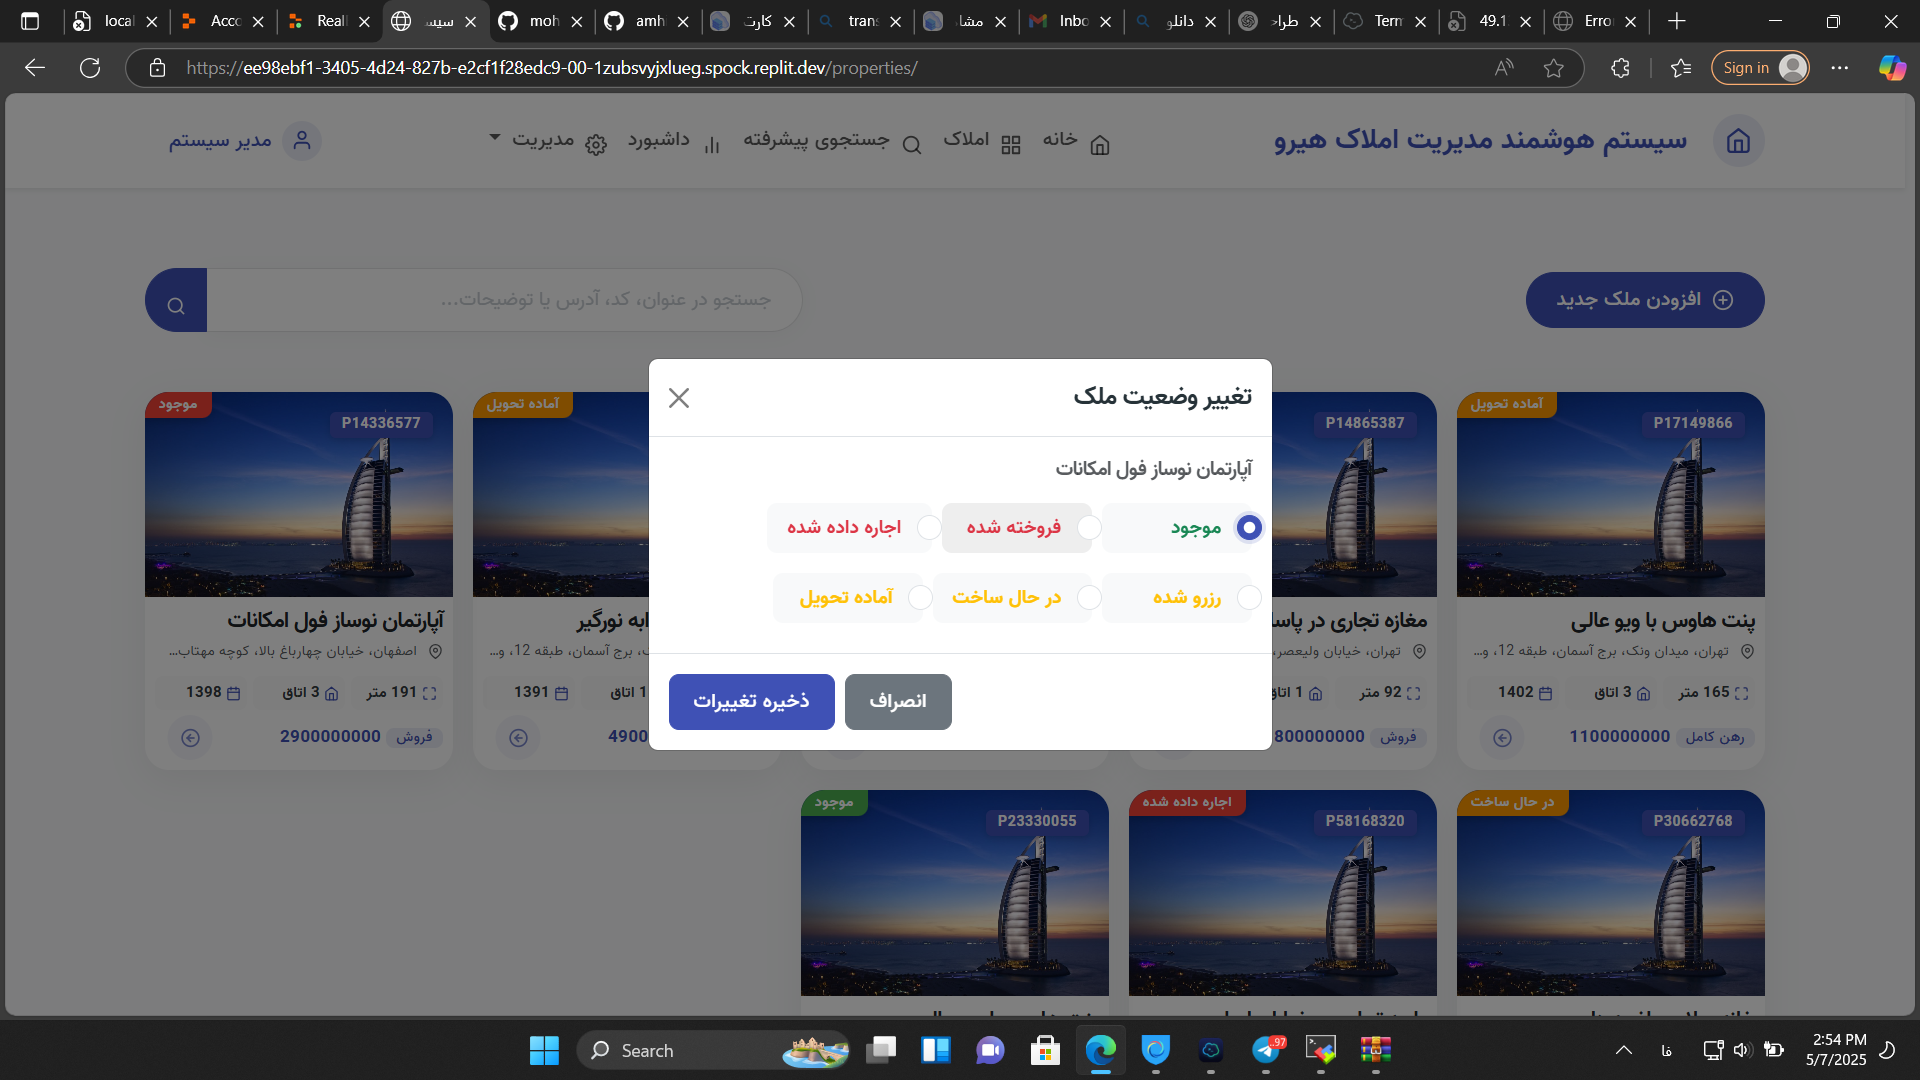 local
Acco
Reall
سیس
moh
amh
کارت
trans
مشا
Inbo
دانلو
طراح
Term
49.1
Erro
https://ee98ebf1-3405-4d24-827b-e2cf1f28edc9-00-1zubsvyjxlueg.spock.replit.dev/properties/
Sign in
سیستم هوشمند مدیریت املاک هیرو
خانه
املاک
جستجوی پیشرفته
داشبورد
مدیریت
مدیر سیستم
افزودن ملک جدید
جستجو در عنوان، کد، آدرس یا توضیحات...
تغییر وضعیت ملک
آپارتمان نوساز فول امکانات
موجود
فروخته شده
اجاره داده شده
رزرو شده
در حال ساخت
آماده تحویل
انصراف
ذخیره تغییرات
آماده تحویل
P17149866
پنت هاوس با ویو عالی
تهران، میدان ونک، برج آسمان، طبقه 12، و...
165 متر
3 اتاق
1402
رهن کامل
1100000000
P14865387
مغازه تجاری در پاسا
تهران، خیابان ولیعصر،
92 متر
1 اتاق
فروش
800000000
آماده تحویل
ابه نورگیر
ـ، برج آسمان، طبقه 12، و...
1 اتاق
1391
4900
موجود
P14336577
آپارتمان نوساز فول امکانات
اصفهان، خیابان چهارباغ بالا، کوچه مهتاب...
191 متر
3 اتاق
1398
فروش
2900000000
در حال ساخت
P30662768
اجاره داده شده
P58168320
موجود
P23330055
Search
97
فا
2:54 PM
5/7/2025